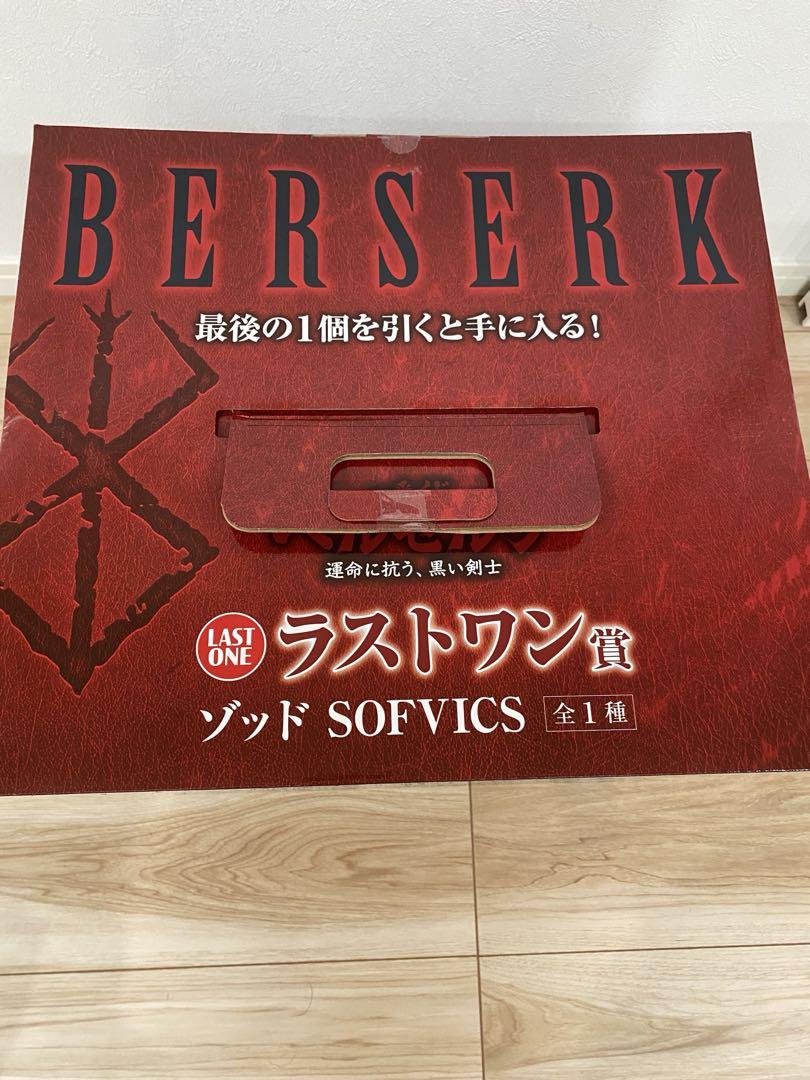 BERSERK
最後の1個を引くと手に入る!
運命に抗う、黒い剣士
LAST
ONE
ラストワン賞
ゾッド SOFVICS 全1種